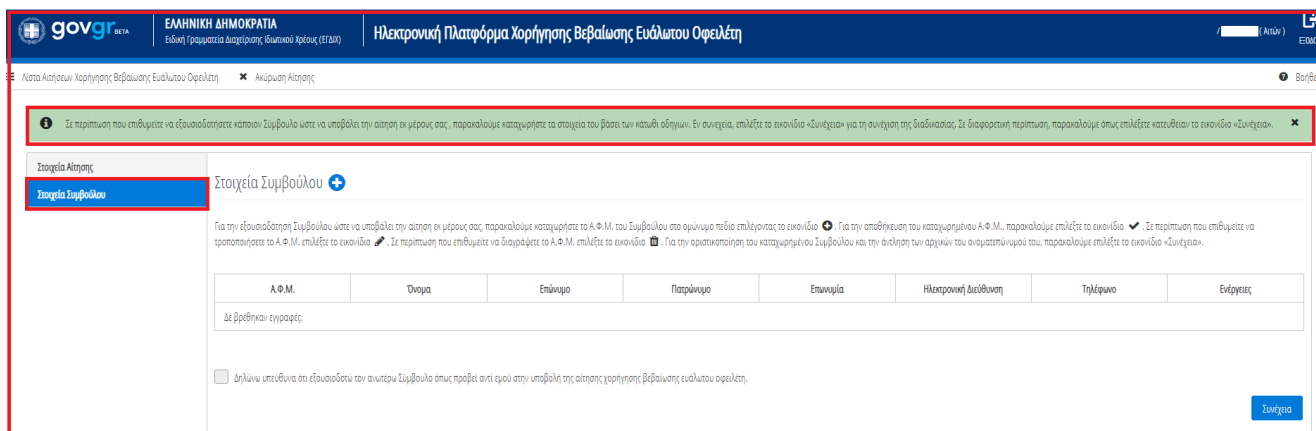 govgr BETA
ΕΛΛΗΝΙΚΗ ΔΗΜΟΚΡΑΤΙΑ
Ειδική Γραμματεία Διαχείρισης Ιδιωτικού Χρέους (ΕΓΔΙΧ)
Ηλεκτρονική Πλατφόρμα Χορήγησης Βεβαίωσης Ευάλωτου Οφειλέτη
/ ( Αιτών )
Λίστα Αιτήσεων Χορήγησης Βεβαίωσης Ευάλωτου Οφειλέτη Ακύρωση Αίτησης
Σε περίπτωση που επιθυμείτε να εξουσιοδοτήσετε κάποιον Σύμβουλο ώστε να υποβάλει την αίτηση εκ μέρους σας , παρακαλούμε καταχωρήστε τα στοιχεία του βάσει των κάτωθι οδηγιών. Εν συνεχεία, επιλέξτε το εικονίδιο «Συνέχεια» για τη συνέχιση της διαδικασίας. Σε διαφορετική περίπτωση, παρακαλούμε όπως επιλέξετε κατευθείαν το εικονίδιο «Συνέχεια».
Στοιχεία Αίτησης
Στοιχεία Συμβούλου
Στοιχεία Συμβούλου
Για την εξουσιοδότηση Συμβούλου ώστε να υποβάλει την αίτηση εκ μέρους σας, παρακαλούμε καταχωρήστε το Α.Φ.Μ. του Συμβούλου στο ομώνυμο πεδίο επιλέγοντας το εικονίδιο . Για την αποθήκευση του καταχωρημένου Α.Φ.Μ., παρακαλούμε επιλέξτε το εικονίδιο ✔ . Σε περίπτωση που επιθυμείτε να
τροποποιήσετε το Α.Φ.Μ. επιλέξτε το εικονίδιο . Σε περίπτωση που επιθυμείτε να διαγράψετε το Α.Φ.Μ. επιλέξτε το εικονίδιο . Για την οριστικοποίηση του καταχωρημένου Συμβούλου και την άντληση των αρχικών του ονοματεπώνυμού του, παρακαλούμε επιλέξτε το εικονίδιο «Συνέχεια».
Α.Φ.Μ. Όνομα Επώνυμο Πατρώνυμο Επωνυμία Ηλεκτρονική Διεύθυνση Τηλέφωνο Ενέργειες
Δε βρέθηκαν εγγραφές.
Δηλώνω υπεύθυνα ότι εξουσιοδοτώ τον ανωτέρω Σύμβουλο όπως προβεί αντί εμού στην υποβολή της αίτησης χορήγησης βεβαίωσης ευάλωτου οφειλέτη.
Συνέχεια